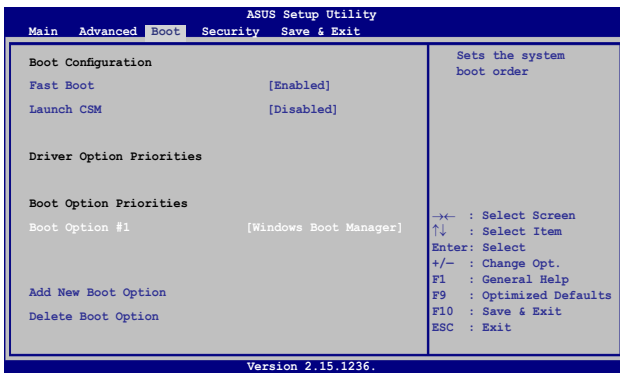 ASUS Setup Utility
Main Advanced Boot Security Save & Exit
Boot Configuration
Fast Boot [Enabled]
Launch CSM [Disabled]
Driver Option Priorities
Boot Option Priorities
Boot Option #1 [Windows Boot Manager]
Add New Boot Option
Delete Boot Option
Sets the system
boot order
→← : Select Screen
↑↓ : Select Item
Enter: Select
+/— : Change Opt.
F1 : General Help
F9 : Optimized Defaults
F10 : Save & Exit
ESC : Exit
Version 2.15.1236.